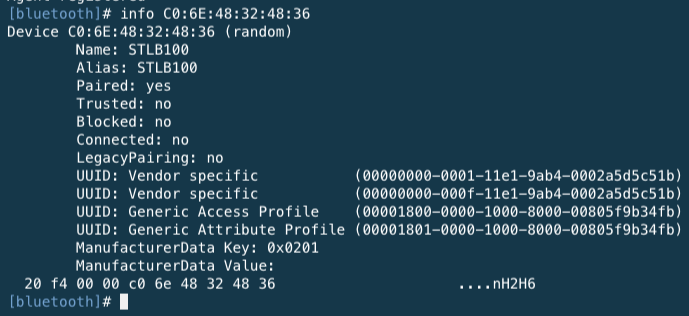 [bluetooth]# info C0:6E:48:32:48:36
Device C0:6E:48:32:48:36 (random)
Name: STLB100
Alias: STLB100
Paired: yes
Trusted: no
Blocked: no
Connected: no
LegacyPairing: no
UUID: Vendor specific (00000000-0001-11e1-9ab4-0002a5d5c51b)
UUID: Vendor specific (00000000-000f-11e1-9ab4-0002a5d5c51b)
UUID: Generic Access Profile (00001800-0000-1000-8000-00805f9b34fb)
UUID: Generic Attribute Profile (00001801-0000-1000-8000-00805f9b34fb)
ManufacturerData Key: 0x0201
ManufacturerData Value:
20 f4 00 00 c0 6e 48 32 48 36 ....nH2H6
[bluetooth]#